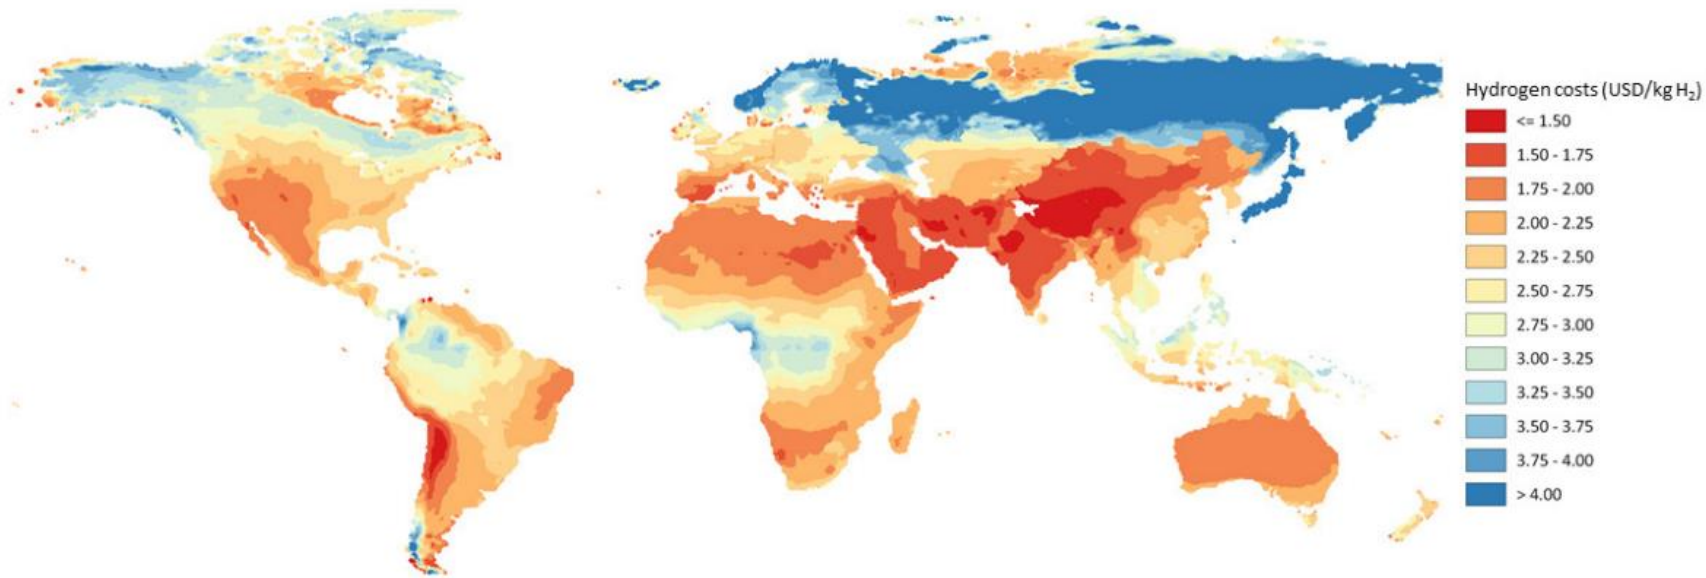 Hydrogen costs (USD/kg H₂)
<= 1.50
1.50 - 1.75
1.75 - 2.00
2.00 - 2.25
2.25 - 2.50
2.50 - 2.75
2.75 - 3.00
3.00 - 3.25
3.25 - 3.50
3.50 - 3.75
3.75 - 4.00
> 4.00